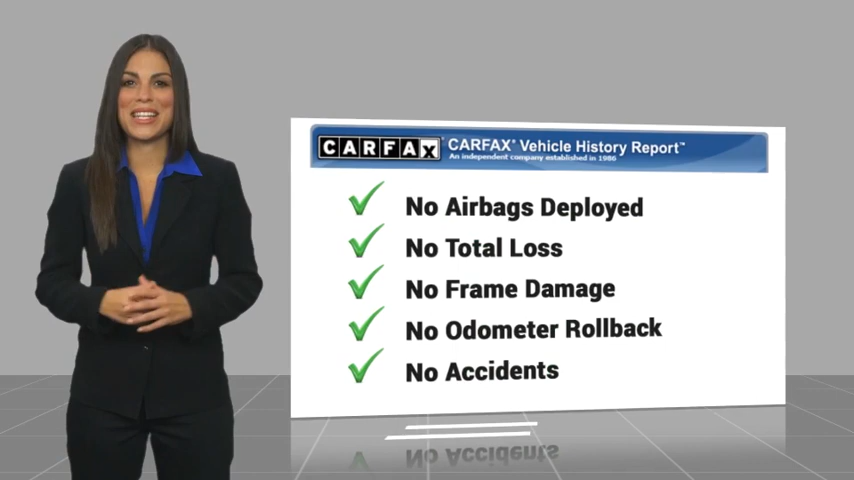 CARFAX® CARFAX® Vehicle History Report™
An independent company established in 1986
No Airbags Deployed
No Total Loss
No Frame Damage
No Odometer Rollback
No Accidents
No Accidents